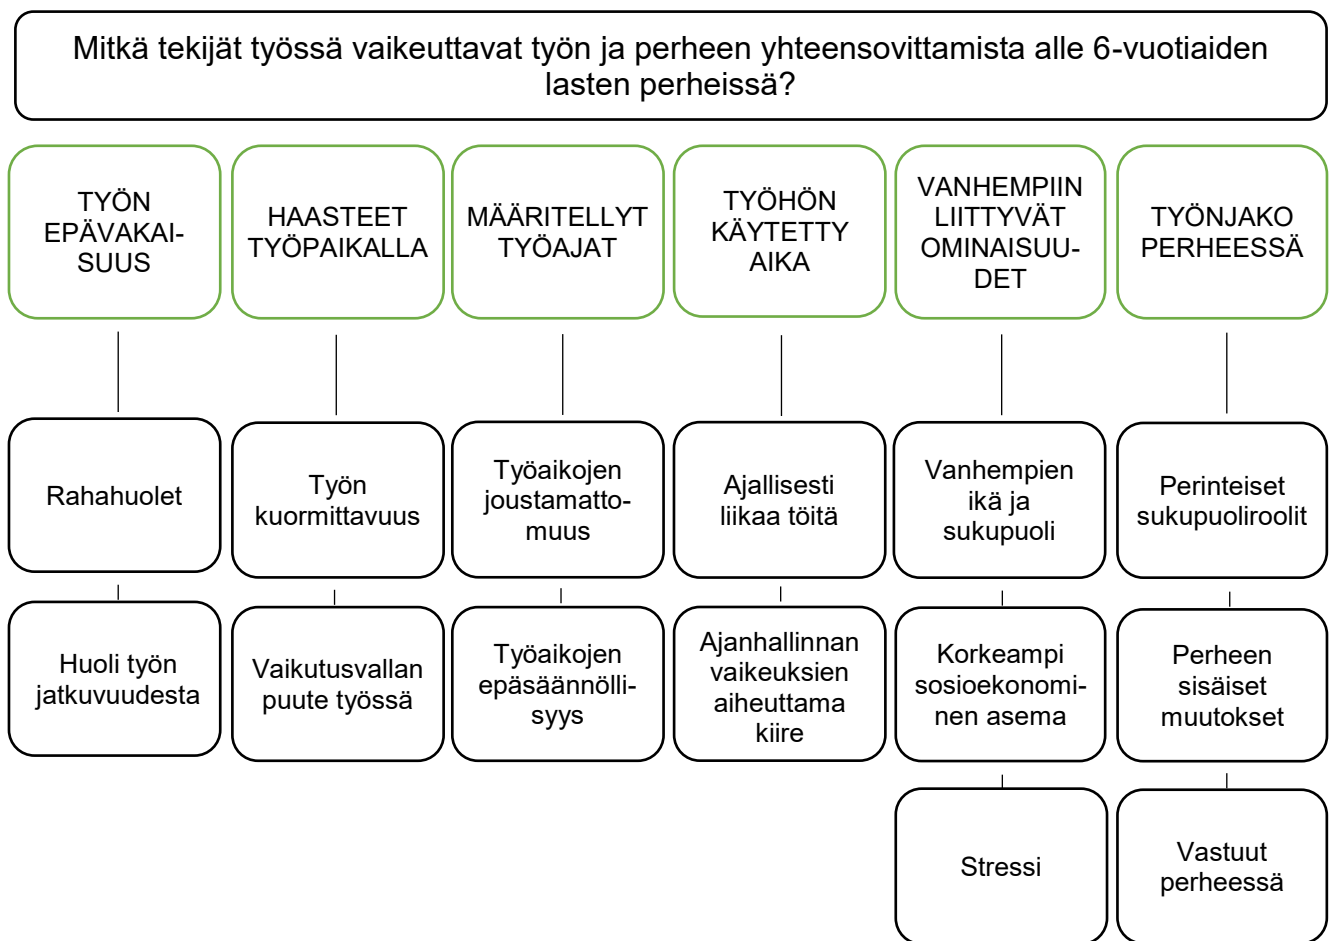 Mitkä tekijät työssä vaikeuttavat työn ja perheen yhteensovittamista alle 6-vuotiaiden
lasten perheissä?
TYÖN
EPÄVAKAI-
SUUS
HAASTEET
TYÖPAIKALLA
MÄÄRITELLYT
TYÖAJAT
TYÖHÖN
KÄYTETTY
AIKA
VANHEMPIIN
LIITTYVÄT
OMINAISUU-
DET
TYÖNJAKO
PERHEESSÄ
Rahahuolet
Työn
kuormittavuus
Työaikojen
joustamatto-
muus
Ajallisesti
liikaa töitä
Vanhempien
ikä ja
sukupuoli
Perinteiset
sukupuoliroolit
Huoli työn
jatkuvuudesta
Vaikutusvallan
puute työssä
Työaikojen
epäsäännölli-
syys
Ajanhallinnan
vaikeuksien
aiheuttama
kiire
Korkeampi
sosioekonomi-
nen asema
Perheen
sisäiset
muutokset
Stressi
Vastuut
perheessä